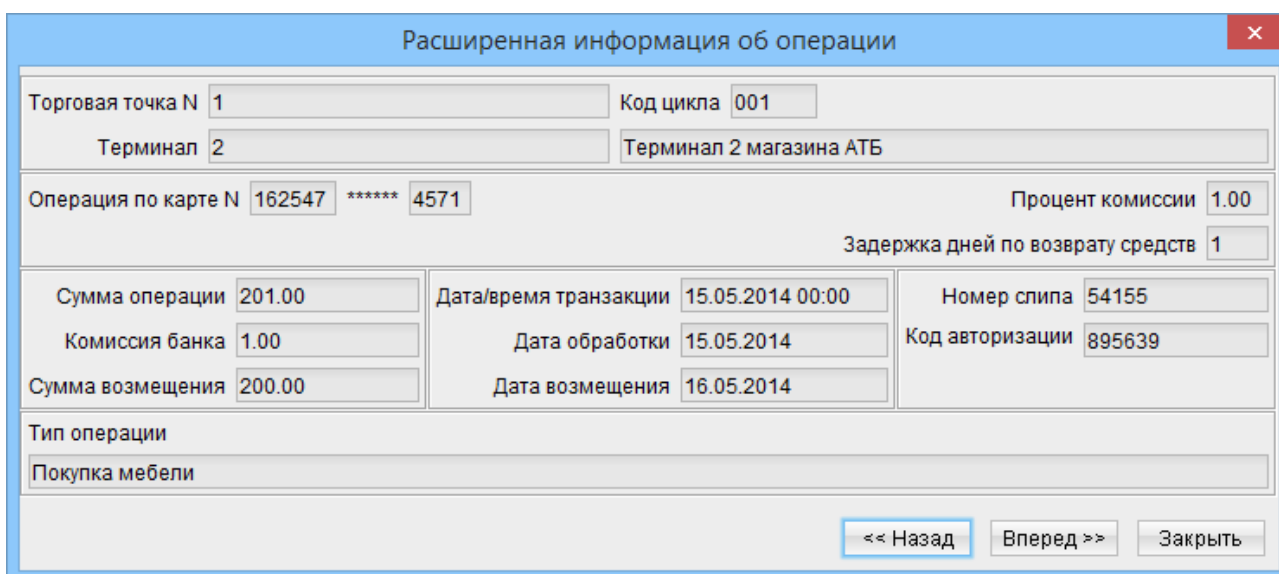 Расширенная информация об операции
Торговая точка N 1 Код цикла 001
Терминал 2 Терминал 2 магазина АТБ
Операция по карте N 162547 ****** 4571 Процент комиссии 1.00
Задержка дней по возврату средств 1
Сумма операции 201.00 Дата/время транзакции 15.05.2014 00:00 Номер слипа 54155
Комиссия банка 1.00 Дата обработки 15.05.2014 Код авторизации 895639
Сумма возмещения 200.00 Дата возмещения 16.05.2014
Тип операции
Покупка мебели
<< Назад Вперед >> Закрыть